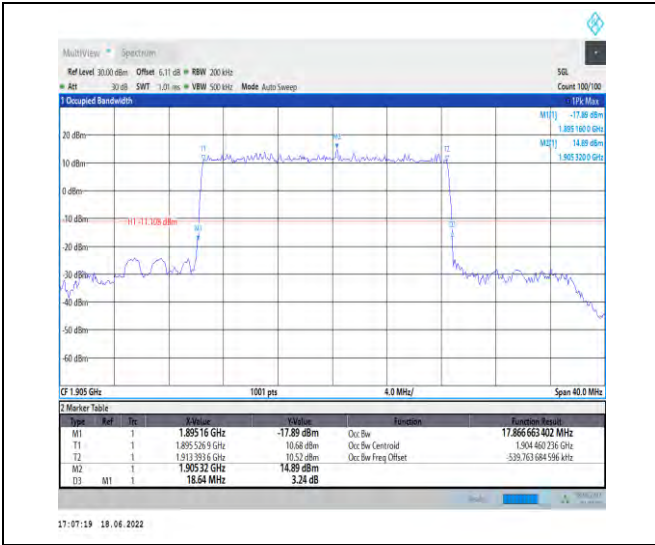 MultiView Spectrum
Ref Level 30.00 dBm Offset 6.11 dB RBW 200 kHz SGL
Att 30 dB SWT 1.01 ms VBW 500 kHz Mode Auto Sweep Count 100/100
1 Occupied Bandwidth 1Pk Max
M1[1] -17.89 dBm
1.895 160 0 GHz
M2[1] 14.89 dBm
1.905 320 0 GHz
20 dBm
T1 M2 T2
10 dBm
0 dBm
-10 dBm
H1 -11.108 dBm
M1 D3
-20 dBm
-30 dBm
-40 dBm
-50 dBm
-60 dBm
CF 1.905 GHz 1001 pts 4.0 MHz/ Span 40.0 MHz
2 Marker Table
Type Ref Trc X-Value Y-Value Function Function Result
M1 1 1.895 16 GHz -17.89 dBm Occ Bw 17.866 663 402 MHz
T1 1 1.895 526 9 GHz 10.68 dBm Occ Bw Centroid 1.904 460 236 GHz
T2 1 1.913 393 6 GHz 10.52 dBm Occ Bw Freq Offset -539.763 684 596 kHz
M2 1 1.905 32 GHz 14.89 dBm
D3 M1 1 18.64 MHz 3.24 dB
17:07:19 18.06.2022